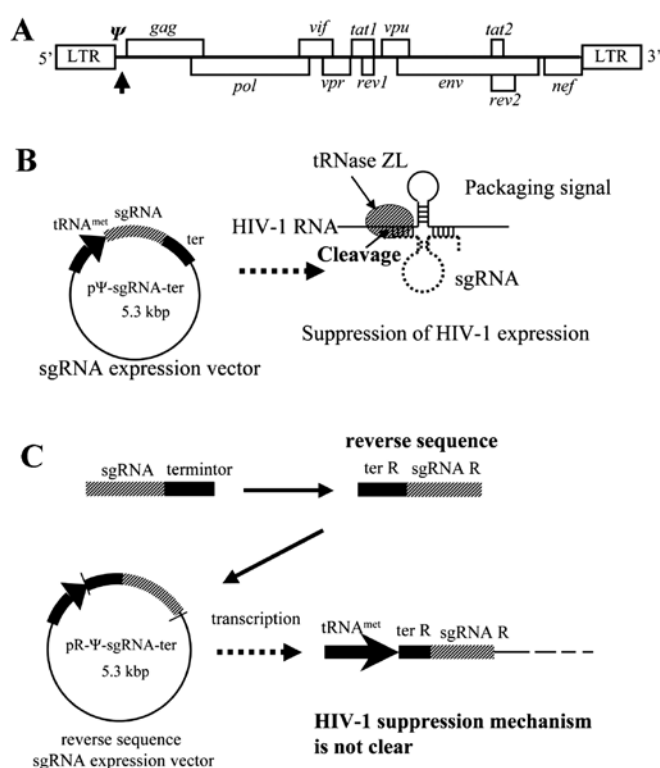 A
Ψ gag vif tat1 vpu tat2
5' LTR LTR 3'
pol vpr rev1 env rev2 nef
B
tRNase ZL
sgRNA Packaging signal
tRNAmet ter HIV-1 RNA
Cleavage
pΨ-sgRNA-ter sgRNA
5.3 kbp
Suppression of HIV-1 expression
sgRNA expression vector
C
reverse sequence
sgRNA termintor ter R sgRNA R
transcription tRNAmet ter R sgRNA R
pR-Ψ-sgRNA-ter
5.3 kbp
HIV-1 suppression mechanism
reverse sequence is not clear
sgRNA expression vector